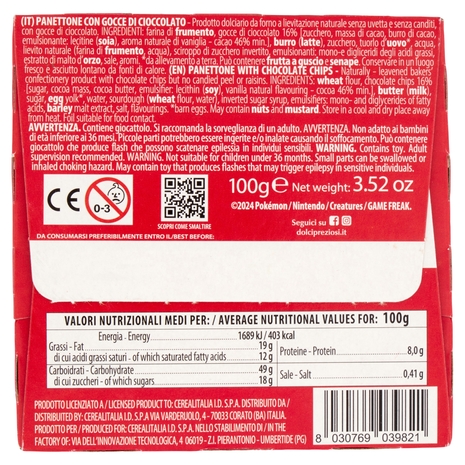 (IT) PANETTONE CON GOCCE DI CIOCCOLATO - Prodotto dolciario da forno a lievitazione naturale senza uvetta e senza canditi,
con gocce di cioccolato. INGREDIENTI: farina di frumento, gocce di cioccolato 16% (zucchero, massa di cacao, burro di cacao,
emulsionante: lecitine (soia), aroma naturale di vaniglia - cacao 46% min.), burro (latte), zucchero, tuorlo d'uovo*, acqua,
lievito naturale (farina di frumento, acqua), sciroppo di zucchero invertito, emulsionanti: mono- e digliceridi degli acidi grassi,
estratto di malto d'orzo, sale, aromi. *da allevamento a terra. Può contenere frutta a guscio e senape. Conservare in un luogo
fresco e asciutto lontano da fonti di calore. (EN) PANETTONE WITH CHOCOLATE CHIPS - Naturally - leavened bakers'
confectionery product with chocolate chips but no candied peel or raisins. INGREDIENTS: wheat flour, chocolate chips 16%
(sugar, cocoa mass, cocoa butter, emulsifier: lecithin (soy), vanilla natural flavouring - cocoa 46% min.), butter (milk),
sugar, egg yolk*, water, sourdough (wheat flour, water), inverted sugar syrup, emulsifiers: mono- and diglycerides of fatty
acids, barley malt extract, salt, flavourings. *barn eggs. May contain nuts and mustard. Store in a cool and dry place away
from heat. Foil suitable for food contact.
AVVERTENZA. Contiene giocattolo. Si raccomanda la sorveglianza di un adulto. AVVERTENZA. Non adatto ai bambini
di età inferiore ai 36 mesi. Piccole parti potrebbero essere ingerite e/o inalate causando il soffocamento. Può contenere
giocattolo che produce flash che possono scatenare epilessia in individui sensibili. WARNING. Contains toy. Adult
supervision recommended. WARNING. Not suitable for children under 36 months. Small parts can be swallowed or
inhaled choking hazard. May contain toy that produces flashes that may trigger epilepsy in sensitive individuals.
100g e Net weight: 3.52 oz
CE
0-3
©2024 Pokémon / Nintendo / Creatures / GAME FREAK.
Seguici su
dolcipreziosi.it
SCOPRI COME SMALTIRE
DA CONSUMARSI PREFERIBILMENTE ENTRO IL/BEST BEFORE:
VALORI NUTRIZIONALI MEDI PER: / AVERAGE NUTRITIONAL VALUES FOR: 100g
Energia - Energy 1689 kJ / 403 kcal
Grassi - Fat 19 g
di cui acidi grassi saturi - of which saturated fatty acids 12 g
Carboidrati - Carbohydrate 49 g
di cui zuccheri - of which sugars 18 g
Proteine - Protein 8,0 g
Sale - Salt 0,41 g
PRODOTTO LICENZIATO A / LICENSED PRODUCT TO: CEREALITALIA I.D. S.P.A. DISTRIBUITO DA /
DISTRIBUTED BY: CEREALITALIA I.D. S.P.A VIA VARDERUOLO, 4 - 70033 CORATO (BA) ITALIA.
PRODOTTO DA / PRODUCED BY: CEREALITALIA I.D. S.P.A. NELLO STABILIMENTO DI / IN THE
FACTORY OF: VIA DELL'INNOVAZIONE TECNOLOGICA, 4 06019 - Z.I. PIERANTONIO - UMBERTIDE (PG)
8 030769 039821